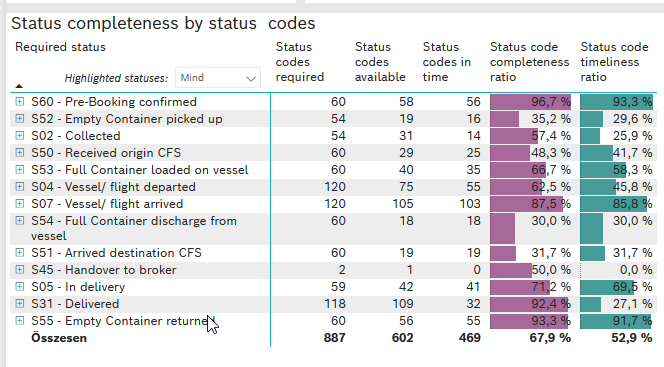 Status completeness by status codes
Required status
Highlighted statuses: Mind
Status codes required
Status codes available
Status codes in time
Status code completeness ratio
Status code timeliness ratio
S60 - Pre-Booking confirmed 60 58 56 96,7 % 93,3 %
S52 - Empty Container picked up 54 19 16 35,2 % 29,6 %
S02 - Collected 54 31 14 57,4 % 25,9 %
S50 - Received origin CFS 60 29 25 48,3 % 41,7 %
S53 - Full Container loaded on vessel 60 40 35 66,7 % 58,3 %
S04 - Vessel/ flight departed 120 75 55 62,5 % 45,8 %
S07 - Vessel/ flight arrived 120 105 103 87,5 % 85,8 %
S54 - Full Container discharge from vessel 60 18 18 30,0 % 30,0 %
S51 - Arrived destination CFS 60 19 19 31,7 % 31,7 %
S45 - Handover to broker 2 1 0 50,0 % 0,0 %
S05 - In delivery 59 42 41 71,2 % 69,5 %
S31 - Delivered 118 109 32 92,4 % 27,1 %
S55 - Empty Container returned 60 56 55 93,3 % 91,7 %
Összesen 887 602 469 67,9 % 52,9 %